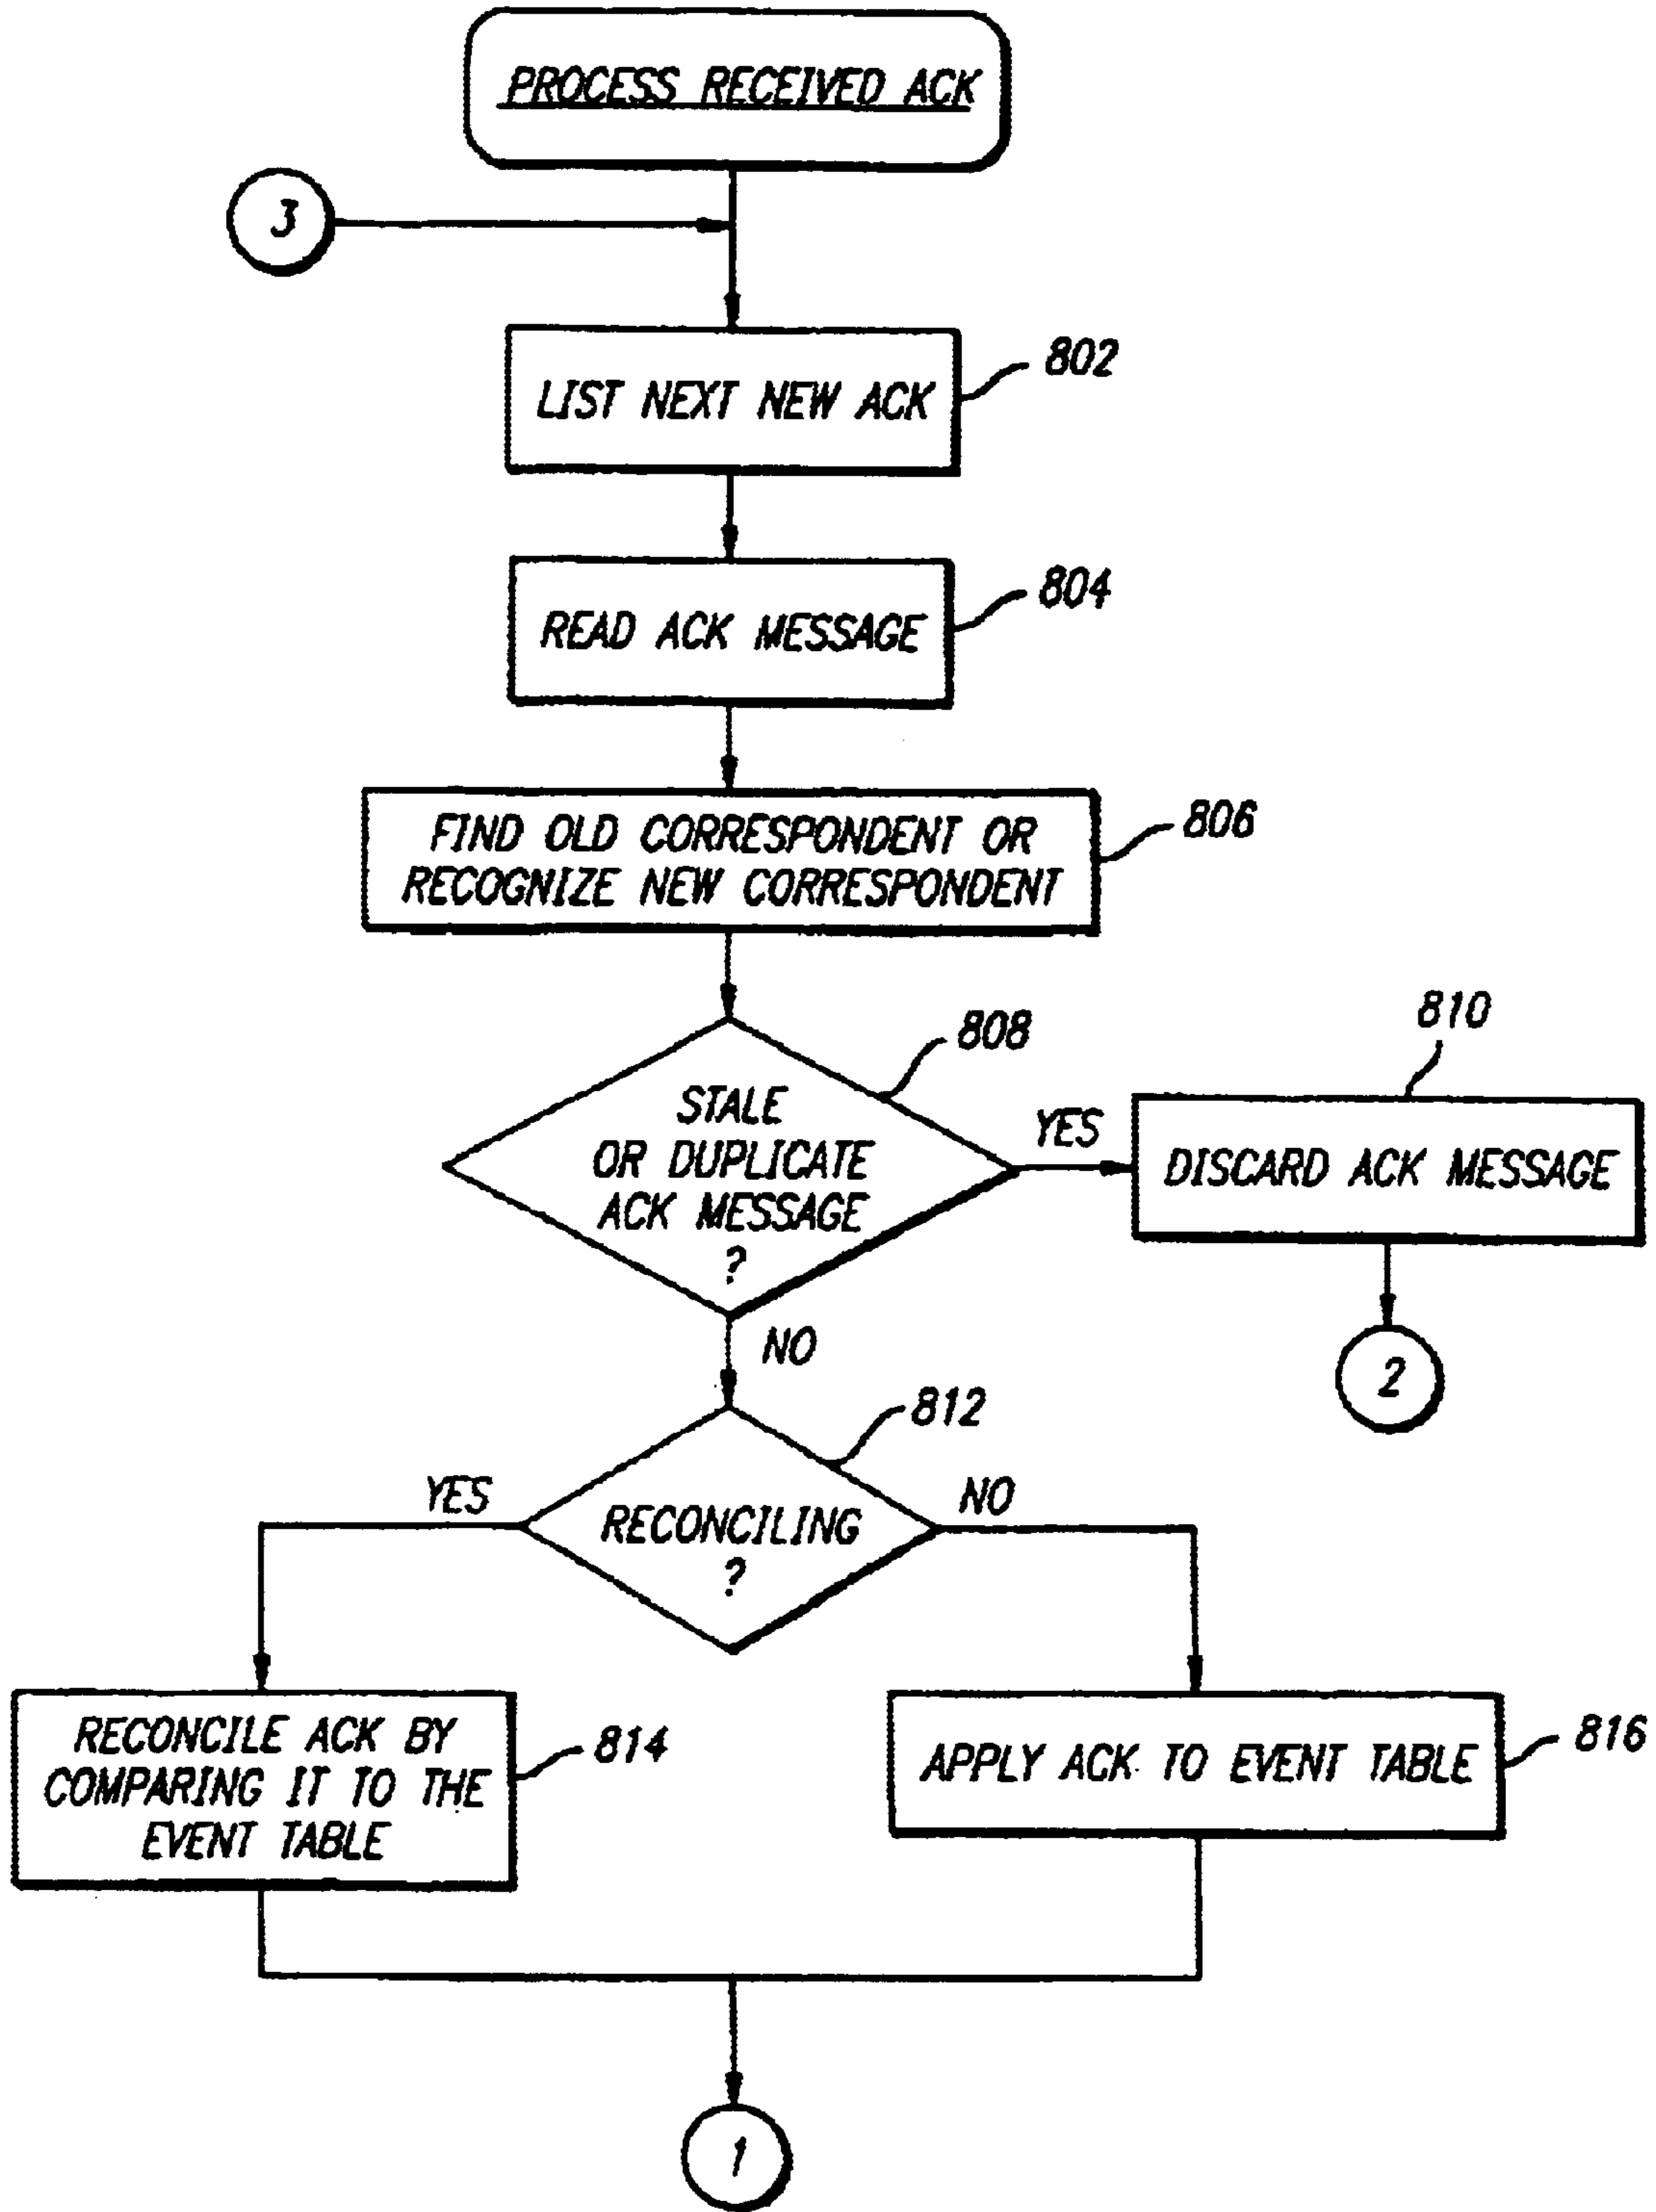 PROCESS RECEIVED ACK
3
802
LIST NEXT NEW ACK
804
READ ACK MESSAGE
806
FIND OLD CORRESPONDENT OR
RECOGNIZE NEW CORRESPONDENT
808
810
STALE
OR DUPLICATE
ACK MESSAGE
?
YES
DISCARD ACK MESSAGE
NO
2
812
YES
NO
RECONCILING
?
RECONCILE ACK BY
COMPARING IT TO THE
EVENT TABLE
814
APPLY ACK TO EVENT TABLE
816
1